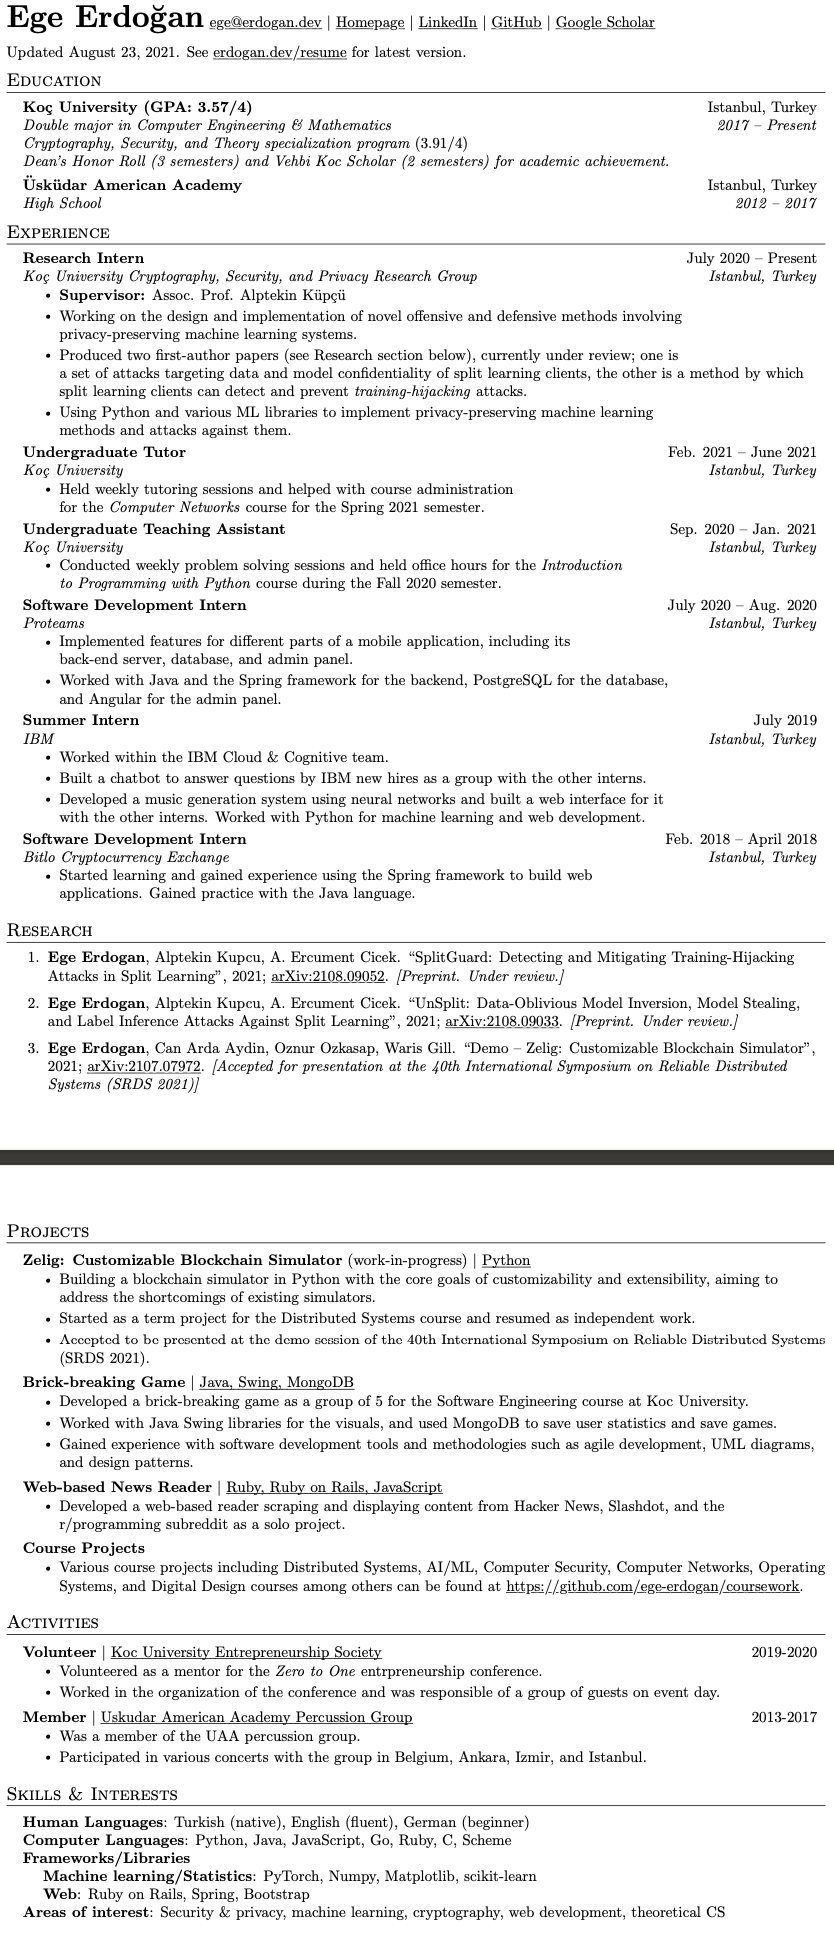 Ege Erdoğan ege@erdogan.dev | Homepage | LinkedIn | GitHub | Google Scholar
Updated August 23, 2021. See erdogan.dev/resume for latest version.
Education
Koç University (GPA: 3.57/4) Istanbul, Turkey
Double major in Computer Engineering & Mathematics 2017 – Present
Cryptography, Security, and Theory specialization program (3.91/4)
Dean's Honor Roll (3 semesters) and Vehbi Koc Scholar (2 semesters) for academic achievement.
Üsküdar American Academy Istanbul, Turkey
High School 2012 – 2017
Experience
Research Intern July 2020 – Present
Koç University Cryptography, Security, and Privacy Research Group Istanbul, Turkey
• Supervisor: Assoc. Prof. Alptekin Küpçü
• Working on the design and implementation of novel offensive and defensive methods involving
privacy-preserving machine learning systems.
• Produced two first-author papers (see Research section below), currently under review; one is
a set of attacks targeting data and model confidentiality of split learning clients, the other is a method by which
split learning clients can detect and prevent training-hijacking attacks.
• Using Python and various ML libraries to implement privacy-preserving machine learning
methods and attacks against them.
Undergraduate Tutor Feb. 2021 – June 2021
Koç University Istanbul, Turkey
• Held weekly tutoring sessions and helped with course administration
for the Computer Networks course for the Spring 2021 semester.
Undergraduate Teaching Assistant Sep. 2020 – Jan. 2021
Koç University Istanbul, Turkey
• Conducted weekly problem solving sessions and held office hours for the Introduction
to Programming with Python course during the Fall 2020 semester.
Software Development Intern July 2020 – Aug. 2020
Proteams Istanbul, Turkey
• Implemented features for different parts of a mobile application, including its
back-end server, database, and admin panel.
• Worked with Java and the Spring framework for the backend, PostgreSQL for the database,
and Angular for the admin panel.
Summer Intern July 2019
IBM Istanbul, Turkey
• Worked within the IBM Cloud & Cognitive team.
• Built a chatbot to answer questions by IBM new hires as a group with the other interns.
• Developed a music generation system using neural networks and built a web interface for it
with the other interns. Worked with Python for machine learning and web development.
Software Development Intern Feb. 2018 – April 2018
Bitlo Cryptocurrency Exchange Istanbul, Turkey
• Started learning and gained experience using the Spring framework to build web
applications. Gained practice with the Java language.
Research
1. Ege Erdogan, Alptekin Kupcu, A. Ercument Cicek. “SplitGuard: Detecting and Mitigating Training-Hijacking
Attacks in Split Learning”, 2021; arXiv:2108.09052. [Preprint. Under review.]
2. Ege Erdogan, Alptekin Kupcu, A. Ercument Cicek. “UnSplit: Data-Oblivious Model Inversion, Model Stealing,
and Label Inference Attacks Against Split Learning”, 2021; arXiv:2108.09033. [Preprint. Under review.]
3. Ege Erdogan, Can Arda Aydin, Oznur Ozkasap, Waris Gill. “Demo – Zelig: Customizable Blockchain Simulator”,
2021; arXiv:2107.07972. [Accepted for presentation at the 40th International Symposium on Reliable Distributed
Systems (SRDS 2021)]
Projects
Zelig: Customizable Blockchain Simulator (work-in-progress) | Python
• Building a blockchain simulator in Python with the core goals of customizability and extensibility, aiming to
address the shortcomings of existing simulators.
• Started as a term project for the Distributed Systems course and resumed as independent work.
• Accepted to be presented at the demo session of the 40th International Symposium on Reliable Distributed Systems
(SRDS 2021).
Brick-breaking Game | Java, Swing, MongoDB
• Developed a brick-breaking game as a group of 5 for the Software Engineering course at Koc University.
• Worked with Java Swing libraries for the visuals, and used MongoDB to save user statistics and save games.
• Gained experience with software development tools and methodologies such as agile development, UML diagrams,
and design patterns.
Web-based News Reader | Ruby, Ruby on Rails, JavaScript
• Developed a web-based reader scraping and displaying content from Hacker News, Slashdot, and the
r/programming subreddit as a solo project.
Course Projects
• Various course projects including Distributed Systems, AI/ML, Computer Security, Computer Networks, Operating
Systems, and Digital Design courses among others can be found at https://github.com/ege-erdogan/coursework.
Activities
Volunteer | Koc University Entrepreneurship Society 2019-2020
• Volunteered as a mentor for the Zero to One entrpreneurship conference.
• Worked in the organization of the conference and was responsible of a group of guests on event day.
Member | Uskudar American Academy Percussion Group 2013-2017
• Was a member of the UAA percussion group.
• Participated in various concerts with the group in Belgium, Ankara, Izmir, and Istanbul.
Skills & Interests
Human Languages: Turkish (native), English (fluent), German (beginner)
Computer Languages: Python, Java, JavaScript, Go, Ruby, C, Scheme
Frameworks/Libraries
Machine learning/Statistics: PyTorch, Numpy, Matplotlib, scikit-learn
Web: Ruby on Rails, Spring, Bootstrap
Areas of interest: Security & privacy, machine learning, cryptography, web development, theoretical CS